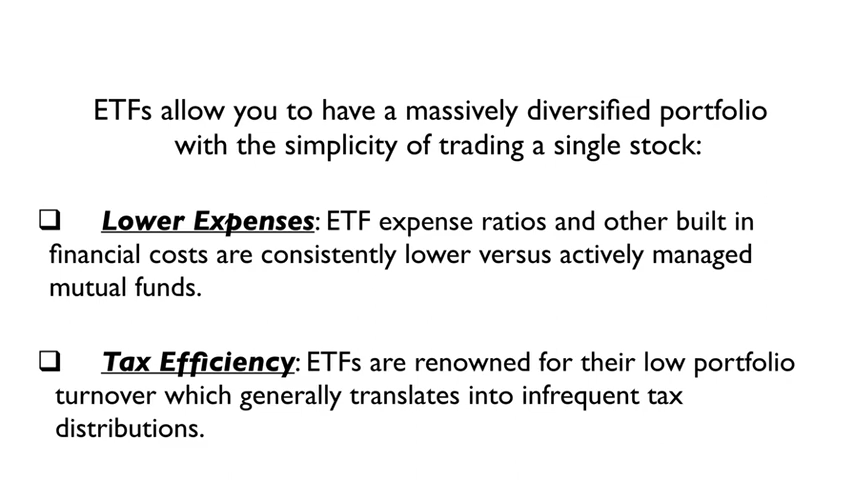 ETFs allow you to have a massively diversified portfolio
with the simplicity of trading a single stock:
❑ Lower Expenses: ETF expense ratios and other built in
financial costs are consistently lower versus actively managed
mutual funds.
❑ Tax Efficiency: ETFs are renowned for their low portfolio
turnover which generally translates into infrequent tax
distributions.